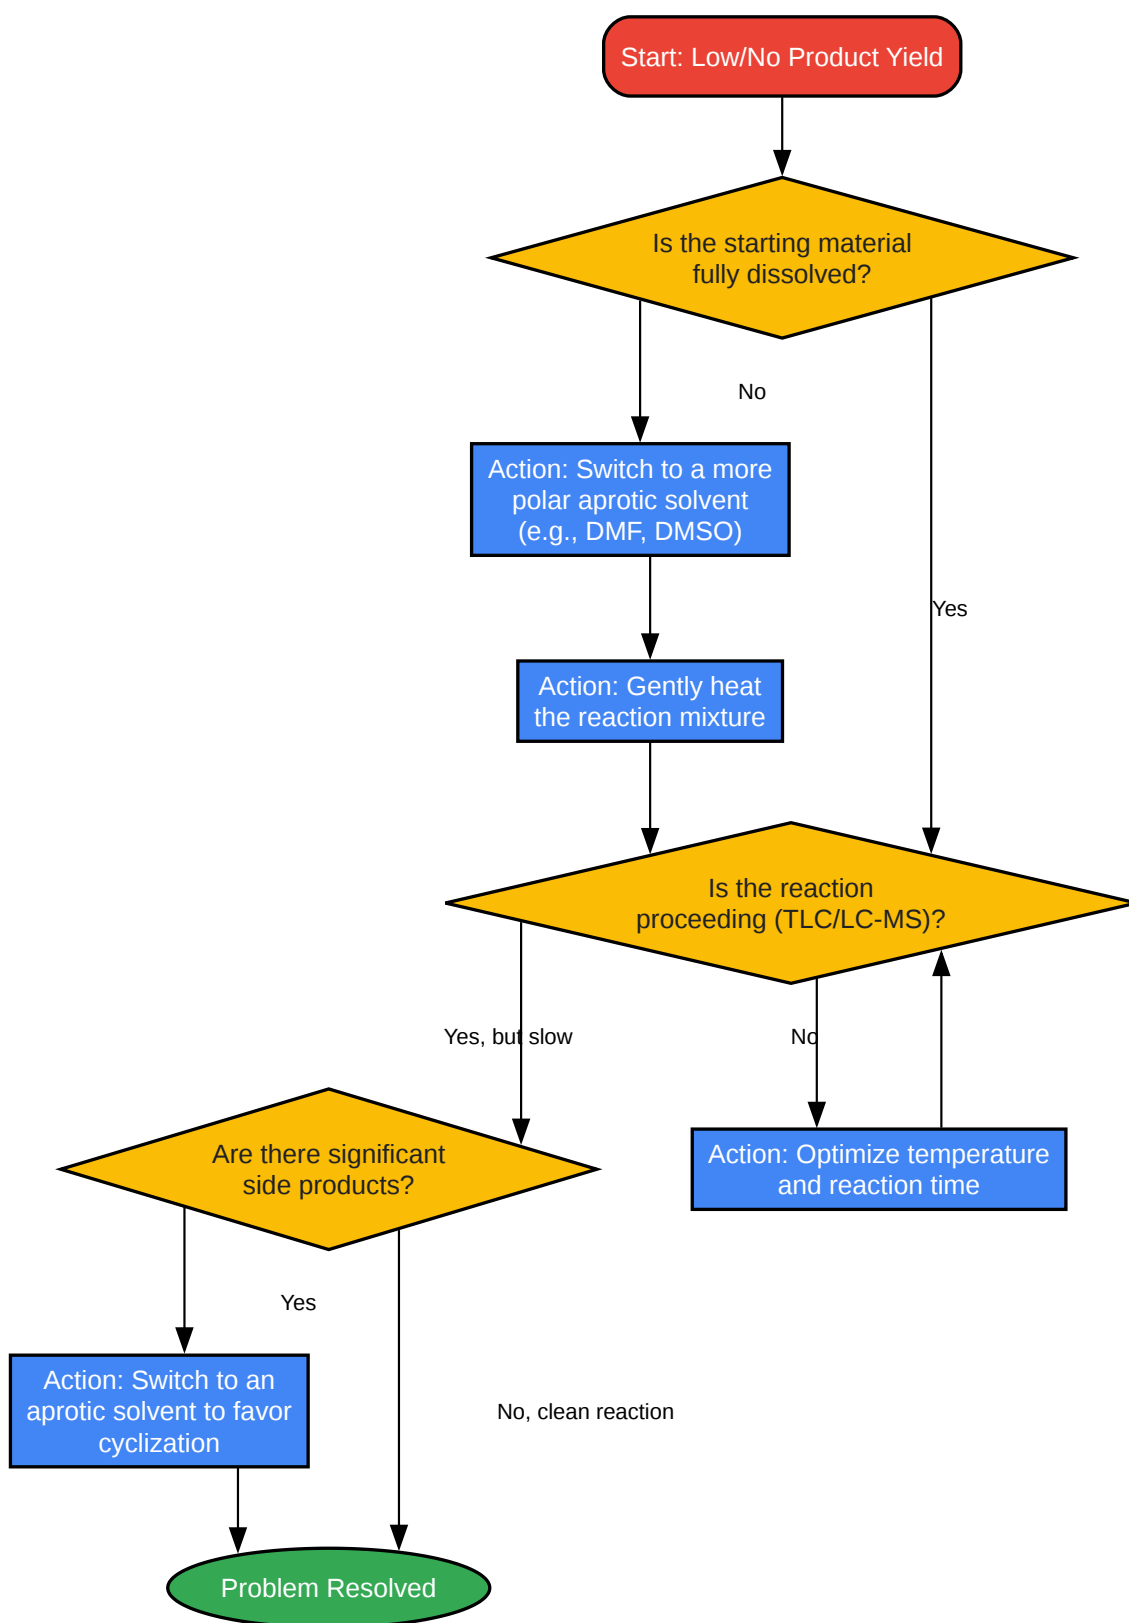 Start: Low/No Product Yield
Is the starting material
fully dissolved?
No
Action: Switch to a more
polar aprotic solvent
(e.g., DMF, DMSO)
Yes
Action: Gently heat
the reaction mixture
Is the reaction
proceeding (TLC/LC-MS)?
Yes, but slow
No
Are there significant
side products?
Action: Optimize temperature
and reaction time
Yes
Action: Switch to an
aprotic solvent to favor
cyclization
No, clean reaction
Problem Resolved